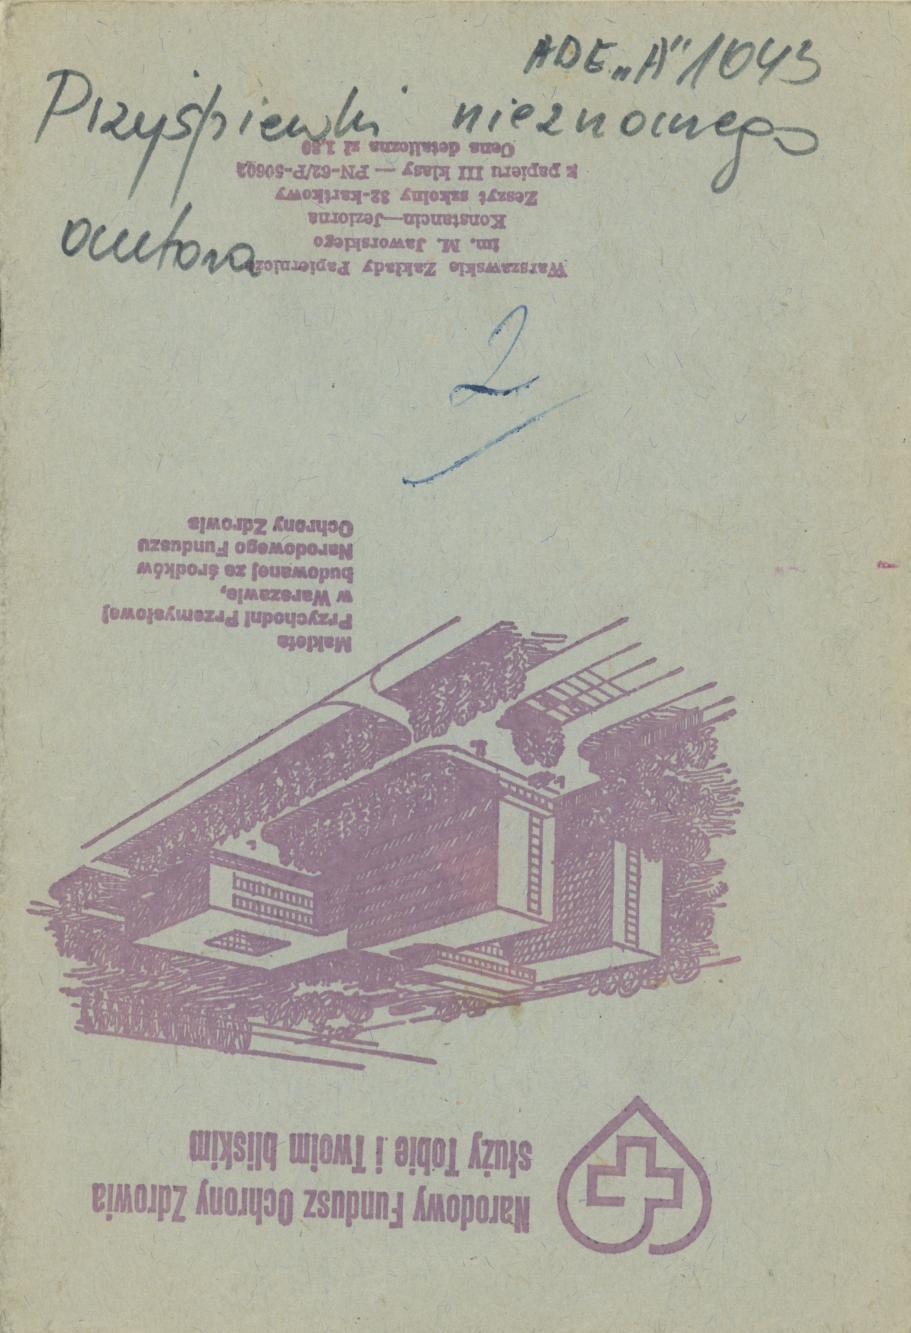 ADE „A" 1043
Przyśpiewki nieznanego
autora
2
Narodowy Fundusz Ochrony Zdrowia
służy Tobie i Twoim bliskim
Makieta
Przychodni Przemysłowej
w Warszawie,
budowanej ze środków
Narodowego Funduszu
Ochrony Zdrowia
Warszawskie Zakłady Papiernicze
im. M. Jaworskiego
Konstancin—Jeziorna
Zeszyt szkolny 32-kartkowy
z papieru III klasy — PN-62/P-50602
Cena detaliczna zł 1,80